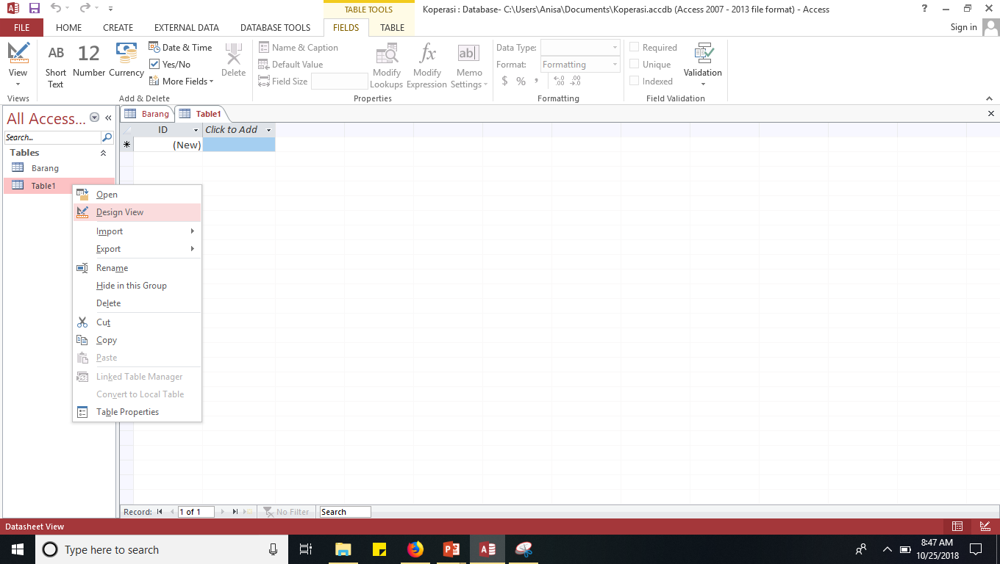 TABLE TOOLS
Koperasi : Database- C:\Users\Anisa\Documents\Koperasi.accdb (Access 2007 - 2013 file format) - Access
?
FILE HOME CREATE EXTERNAL DATA DATABASE TOOLS FIELDS TABLE
Sign in
View
Views
AB
Short
Text
12
Number
Currency
Date & Time
Yes/No
More Fields
Delete
Add & Delete
Name & Caption
Default Value
Field Size
Modify
Lookups
fx
Modify
Expression
ab
Memo
Settings
Properties
Data Type:
Format: Formatting
$ % ,
←.0 .00
.00 →.0
Formatting
Required
Unique
Indexed
Validation
Field Validation
All Access... «
Search...
Tables
Barang
Table1
Barang Table1
ID Click to Add
(New)
Open
Design View
Import
Export
Rename
Hide in this Group
Delete
Cut
Copy
Paste
Linked Table Manager
Convert to Local Table
Table Properties
Record: 1 of 1 No Filter Search
Datasheet View
Type here to search
8:47 AM
10/25/2018